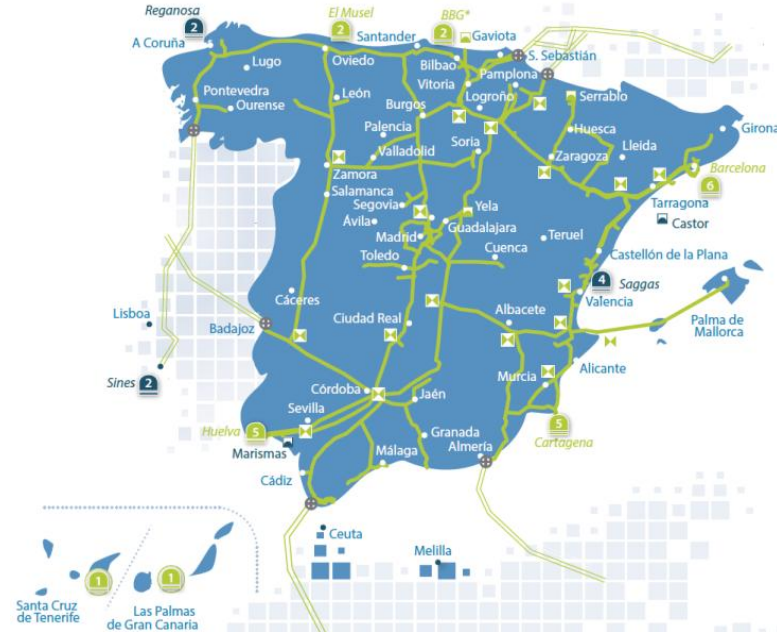 Reganosa
2
A Coruña
El Musel
2
Santander
BBG*
2
Gaviota
S. Sebastián
Lugo
Oviedo
Bilbao
Pamplona
Vitoria
León
Pontevedra
Ourense
Burgos
Logroño
Serrablo
Palencia
Huesca
Girona
Soria
Lleida
Valladolid
Zaragoza
Barcelona
6
Zamora
Salamanca
Segovia
Yela
Tarragona
Castor
Ávila
Guadalajara
Madrid
Teruel
Cuenca
Castellón de la Plana
Toledo
4
Saggas
Cáceres
Valencia
Lisboa
Badajoz
Ciudad Real
Albacete
Palma de
Mallorca
Alicante
Sines
2
Murcia
Córdoba
Jaén
Sevilla
Huelva
5
5
Cartagena
Marismas
Granada
Almería
Málaga
Cádiz
Ceuta
Melilla
1
1
Santa Cruz
de Tenerife
Las Palmas
de Gran Canaria